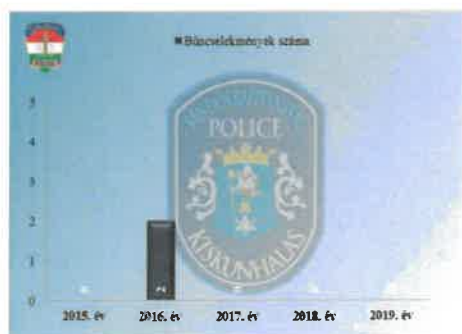 Bűncselekmények száma
POLICE
KISKUNHALAS
5
4
3
2
1
0
2
2015. év 2016. év 2017. év 2018. év 2019. év